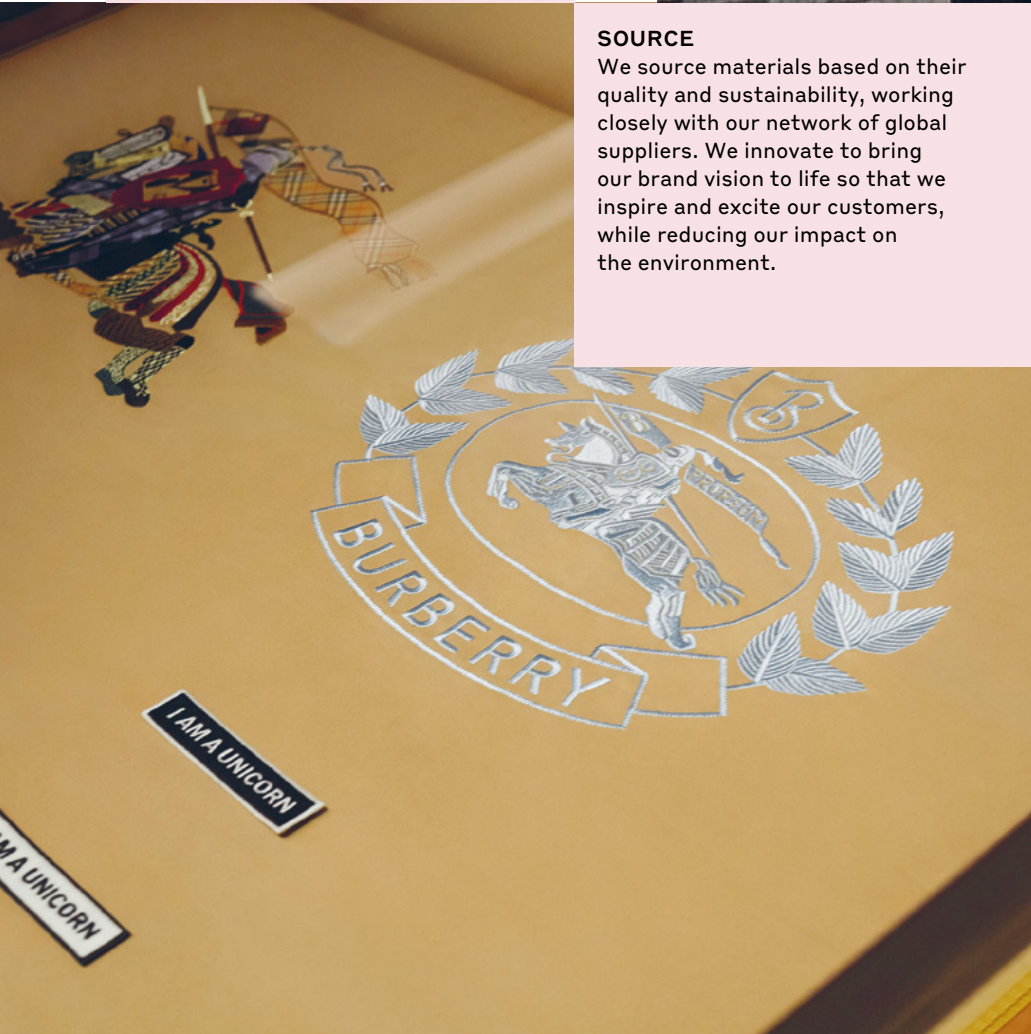 SOURCE
We source materials based on their
quality and sustainability, working
closely with our network of global
suppliers. We innovate to bring
our brand vision to life so that we
inspire and excite our customers,
while reducing our impact on
the environment.
B
PRORSUM
BURBERRY
I AM A UNICORN
M A UNICORN